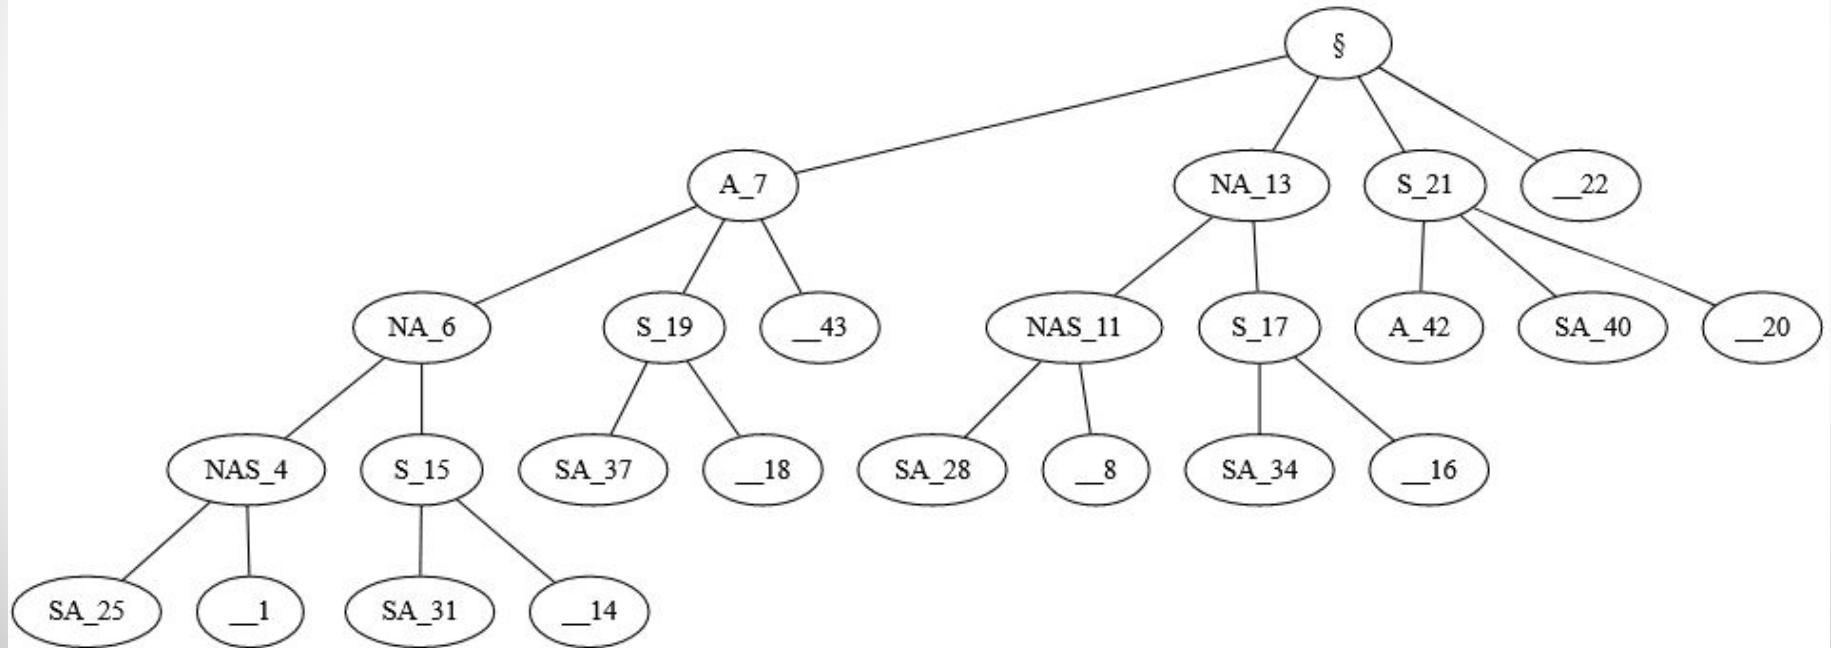 §
A_7 NA_13 S_21 __22
NA_6 S_19 __43 NAS_11 S_17 A_42 SA_40 __20
NAS_4 S_15 SA_37 __18 SA_28 __8 SA_34 __16
SA_25 __1 SA_31 __14